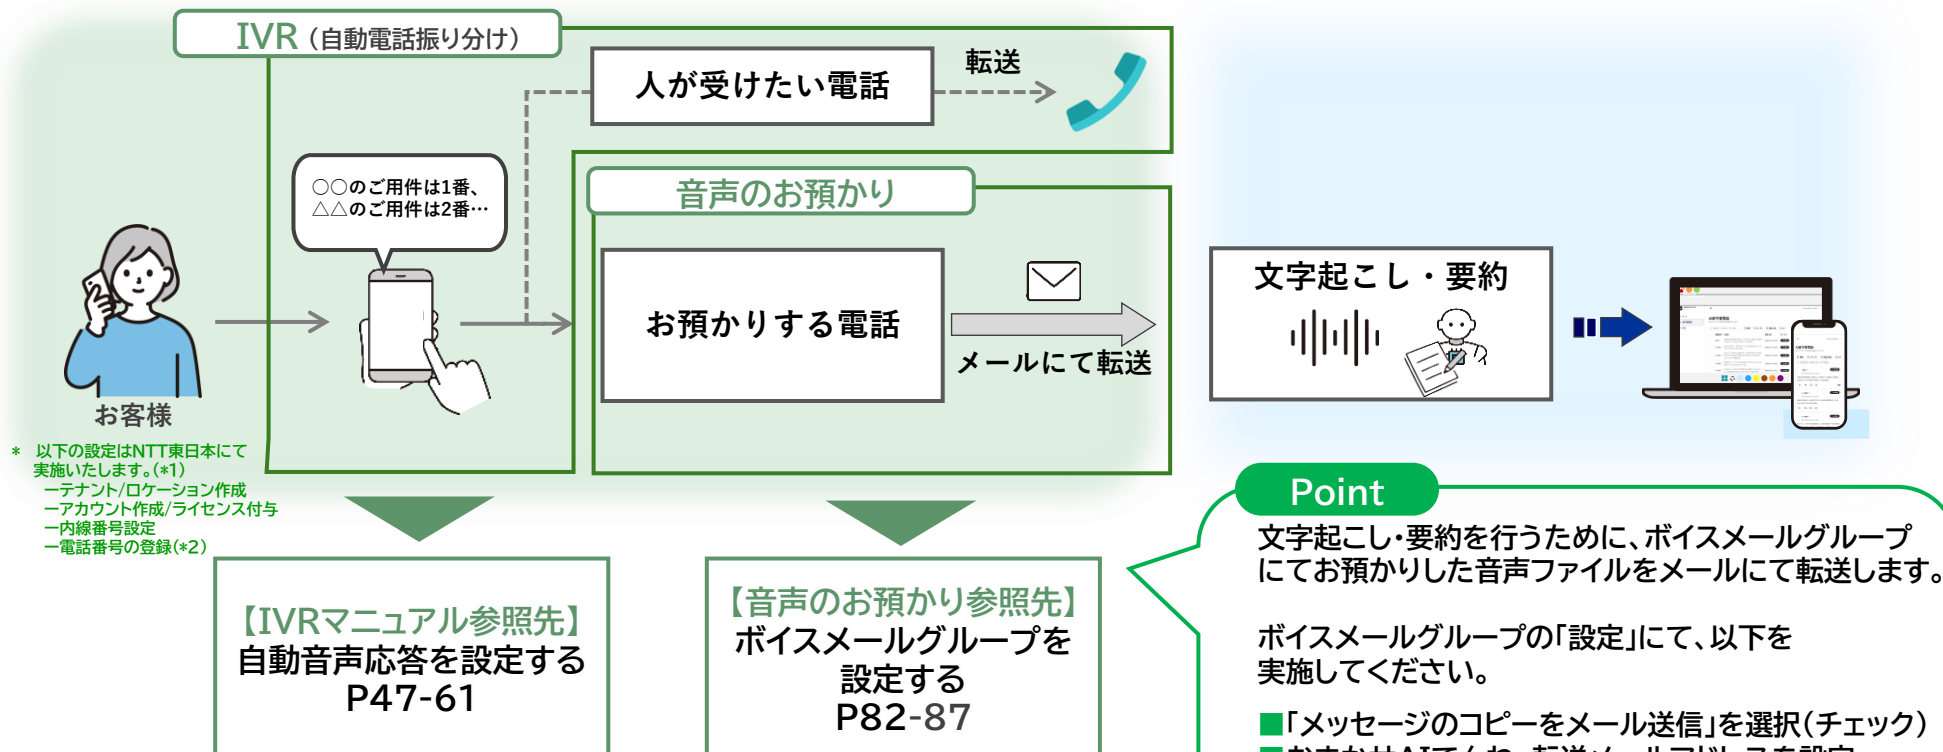 IVR（自動電話振り分け）
人が受けたい電話
転送
○○のご用件は1番、
△△のご用件は2番…
音声のお預かり
お預かりする電話
メールにて転送
文字起こし・要約
お客様
* 以下の設定はNTT東日本にて
実施いたします。(*1)
ーテナント/ロケーション作成
ーアカウント作成/ライセンス付与
ー内線番号設定
ー電話番号の登録(*2)
【IVRマニュアル参照先】
自動音声応答を設定する
P47-61
【音声のお預かり参照先】
ボイスメールグループを
設定する
P82-87
Point
文字起こし・要約を行うために、ボイスメールグループ
にてお預かりした音声ファイルをメールにて転送します。
ボイスメールグループの「設定」にて、以下を
実施してください。
■「メッセージのコピーをメール送信」を選択（チェック）